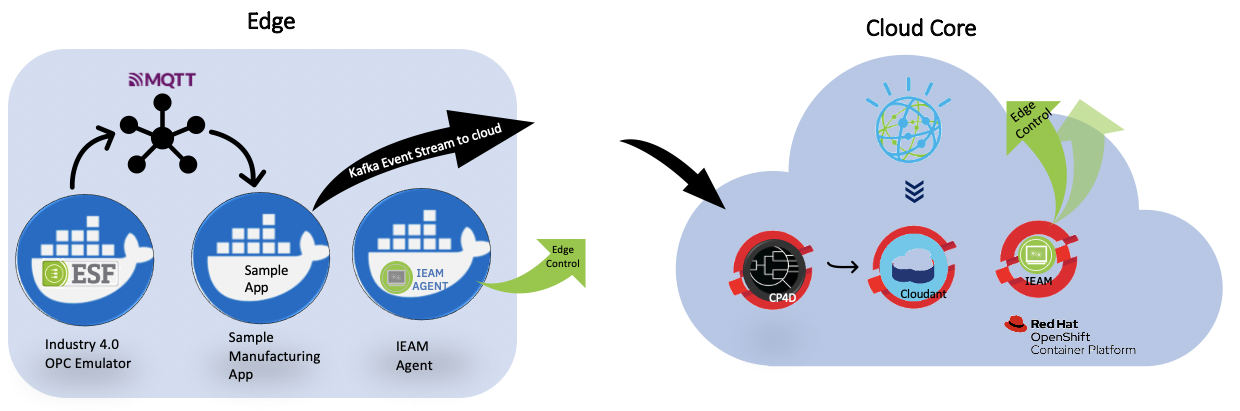 Edge
Cloud Core
MQTT
Kafka Event Stream to cloud
Edge
Control
ESF
Sample
App
IEAM
AGENT
Edge
Control
CP4D
Cloudant
IEAM
Industry 4.0
OPC Emulator
Sample
Manufacturing
App
IEAM
Agent
Red Hat
OpenShift
Container Platform